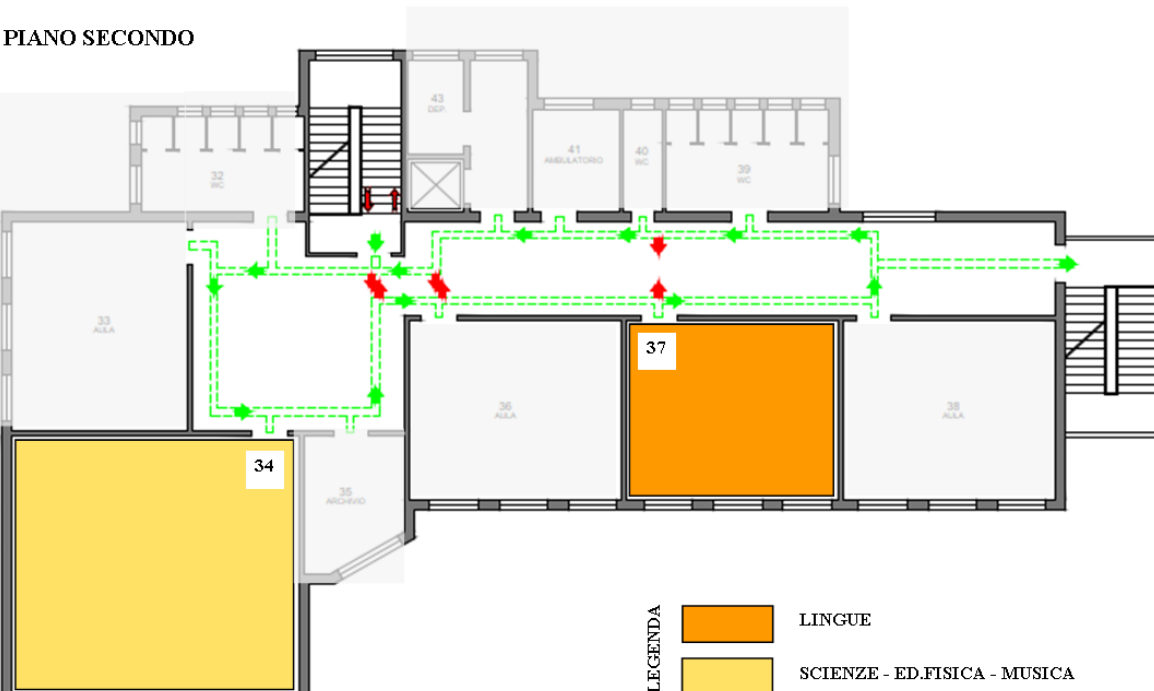 PIANO SECONDO
43
DEP.
41
AMBULATORIO
40
WC
39
WC
32
WC
33
AULA
37
36
AULA
38
AULA
34
35
ARCHIVIO
LEGENDA
LINGUE
SCIENZE - ED.FISICA - MUSICA